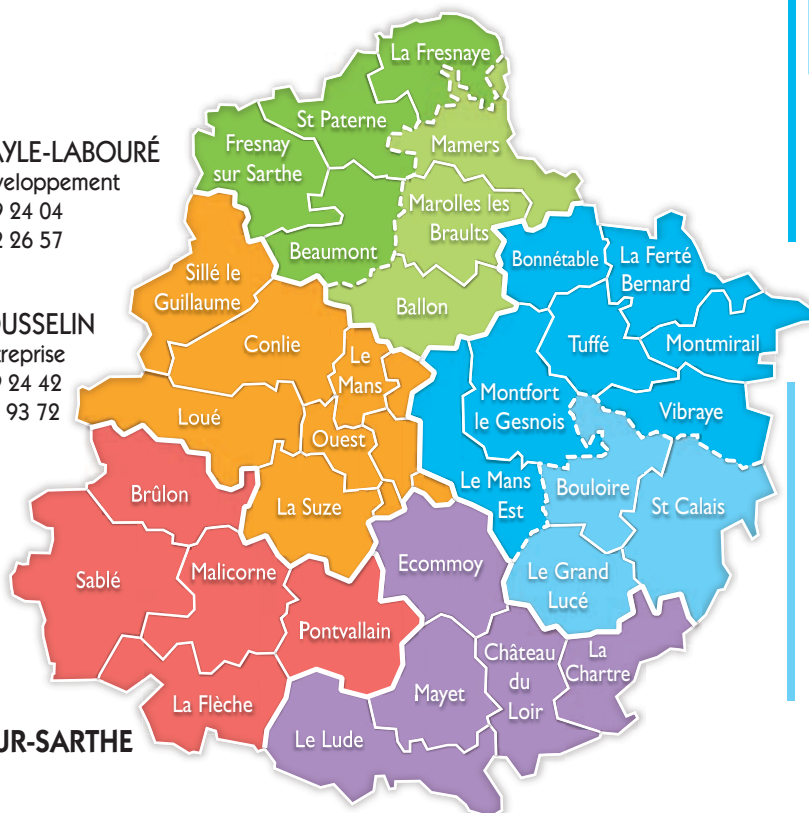 AYLE-LABOURÉ
veloppement
9 24 04
2 26 57
OUSSELIN
treprise
9 24 42
93 72
UR-SARTHE
La Fresnaye
St Paterne
Fresnay
sur Sarthe
Mamers
Marolles les
Braults
Beaumont
Ballon
Bonnétable
La Ferté
Bernard
Sillé le
Guillaume
Conlie
Le
Mans
Ouest
Tuffé
Montmirail
Loué
Montfort
le Gesnois
Vibraye
Brûlon
La Suze
Le Mans
Est
Bouloire
St Calais
Sablé
Malicorne
Ecommoy
Le Grand
Lucé
Pontvallain
Château
du
Loir
La
Chartre
La Flèche
Mayet
Le Lude